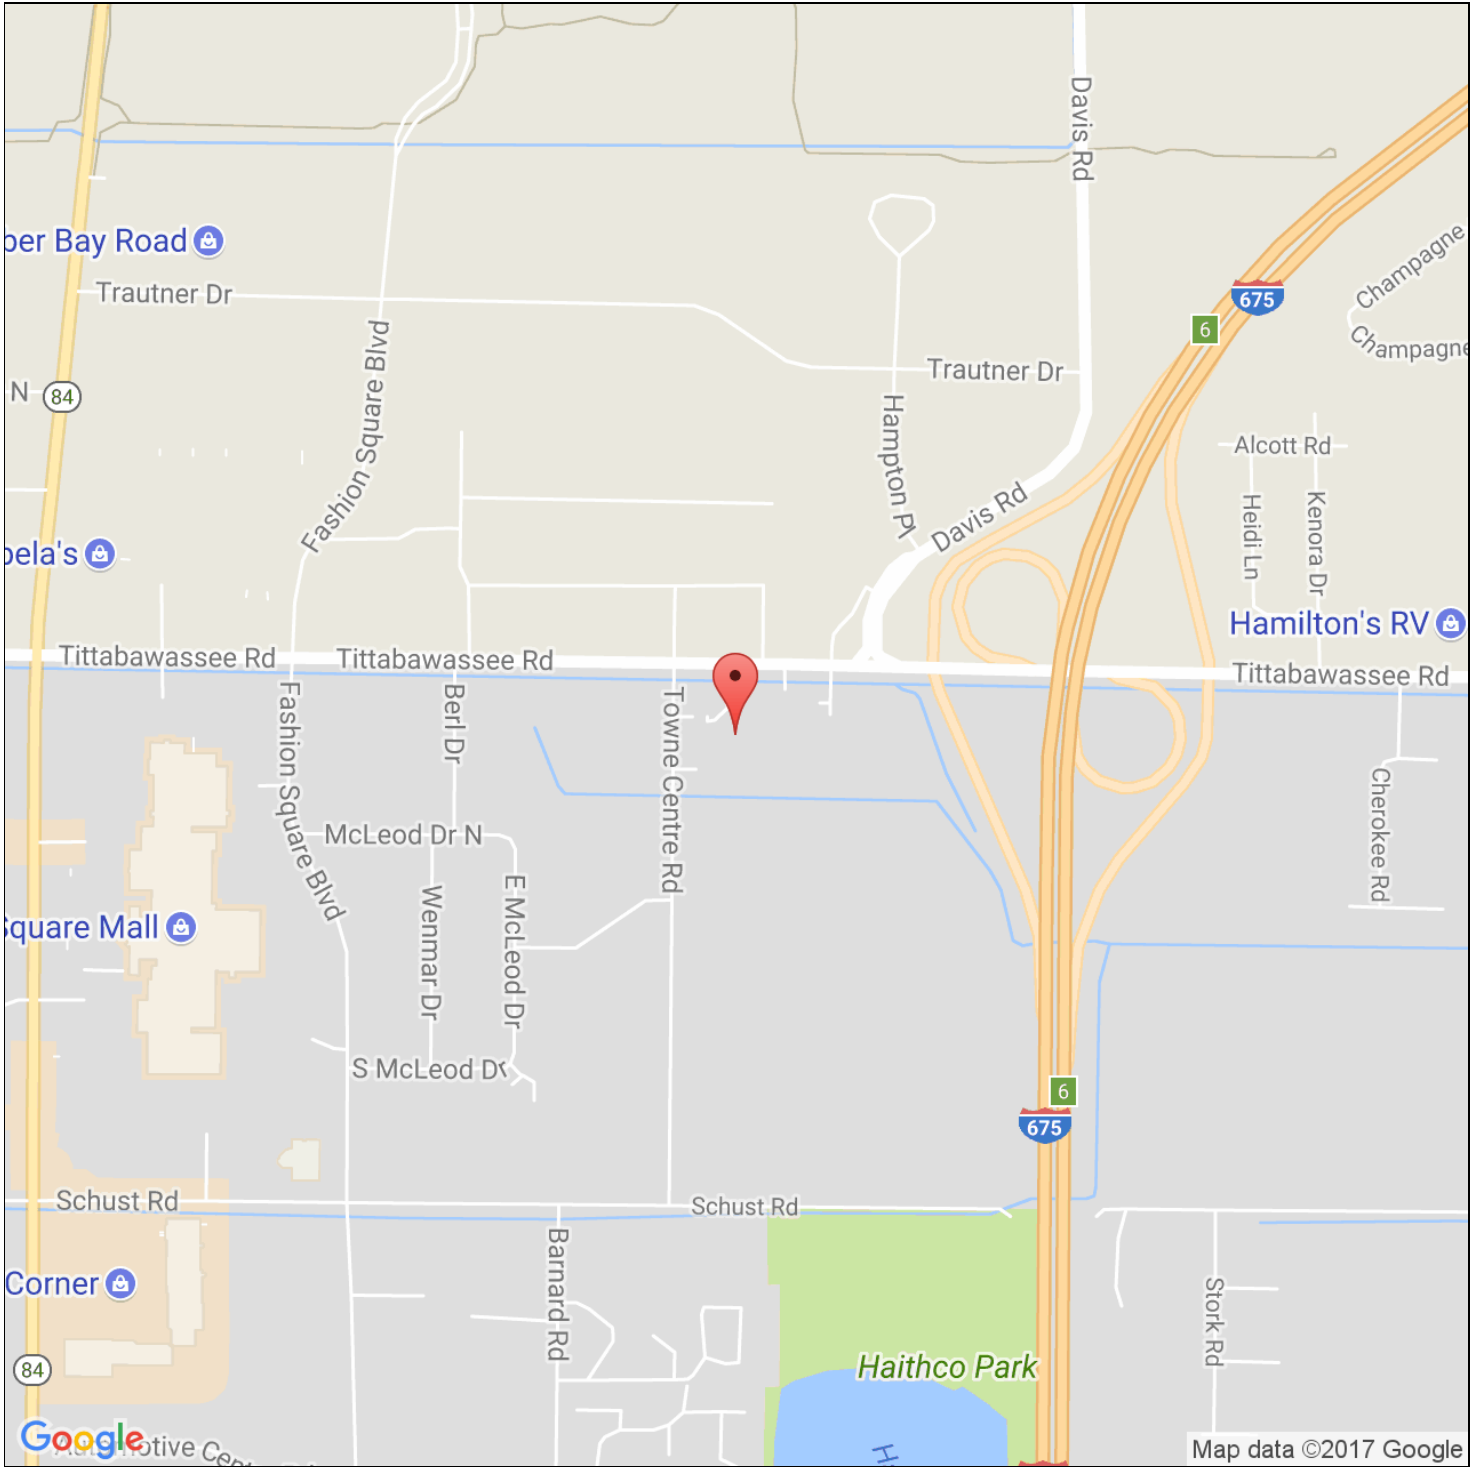 Davis Rd
ber Bay Road
Trautner Dr
675
Champagne
6
Champagne
Fashion Square Blvd
Trautner Dr
N
84
Hampton Pl
Alcott Rd
Davis Rd
Heidi Ln
Kenora Dr
bela's
Hamilton's RV
Tittabawassee Rd
Tittabawassee Rd
Tittabawassee Rd
Fashion Square Blvd
Berl Dr
Towne Centre Rd
Cherokee Rd
McLeod Dr N
Wenmar Dr
E McLeod Dr
Square Mall
S McLeod Dr
6
675
Schust Rd
Schust Rd
Barnard Rd
Corner
Stork Rd
84
Haithco Park
Google
Map data ©2017 Google